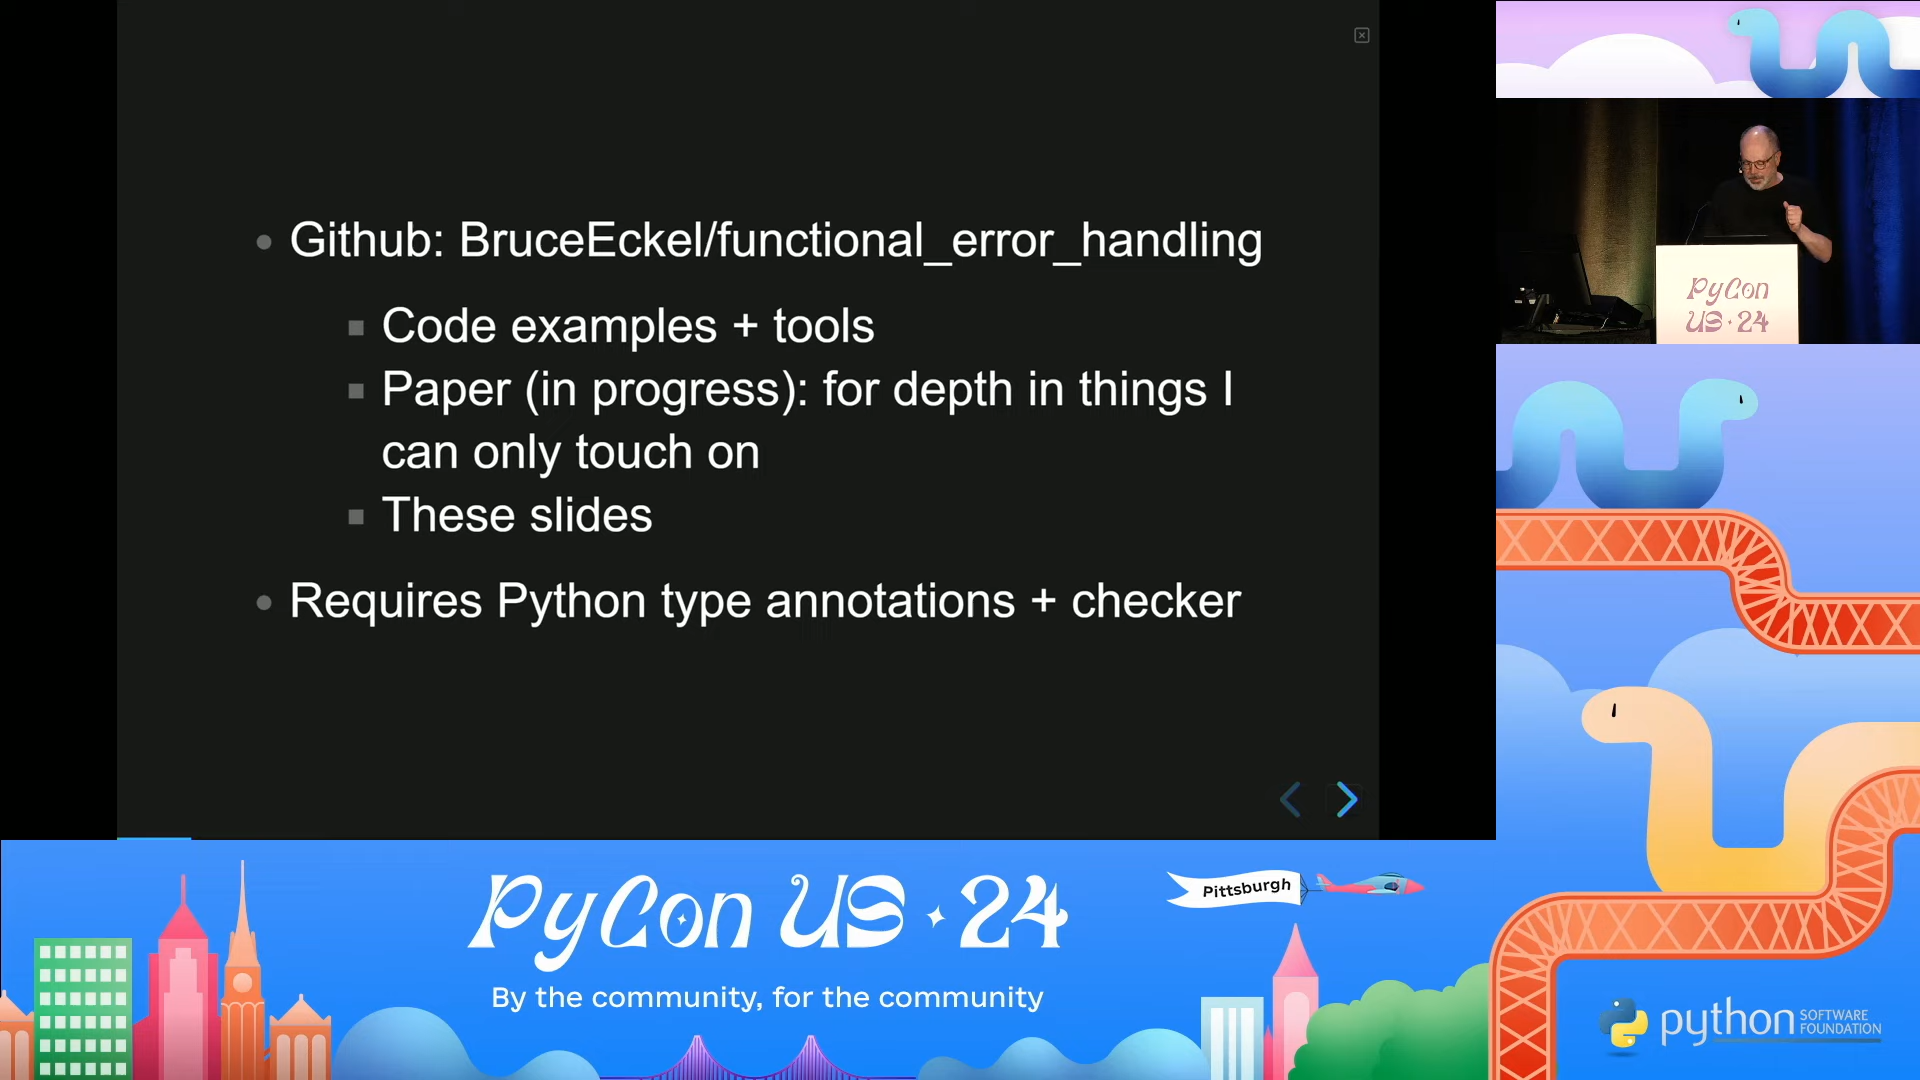 Github: BruceEckel/functional_error_handling
Code examples + tools
Paper (in progress): for depth in things I
can only touch on
These slides
Requires Python type annotations + checker
PyCon
US · 24
PyCon US · 24
By the community, for the community
Pittsburgh
python SOFTWARE
FOUNDATION